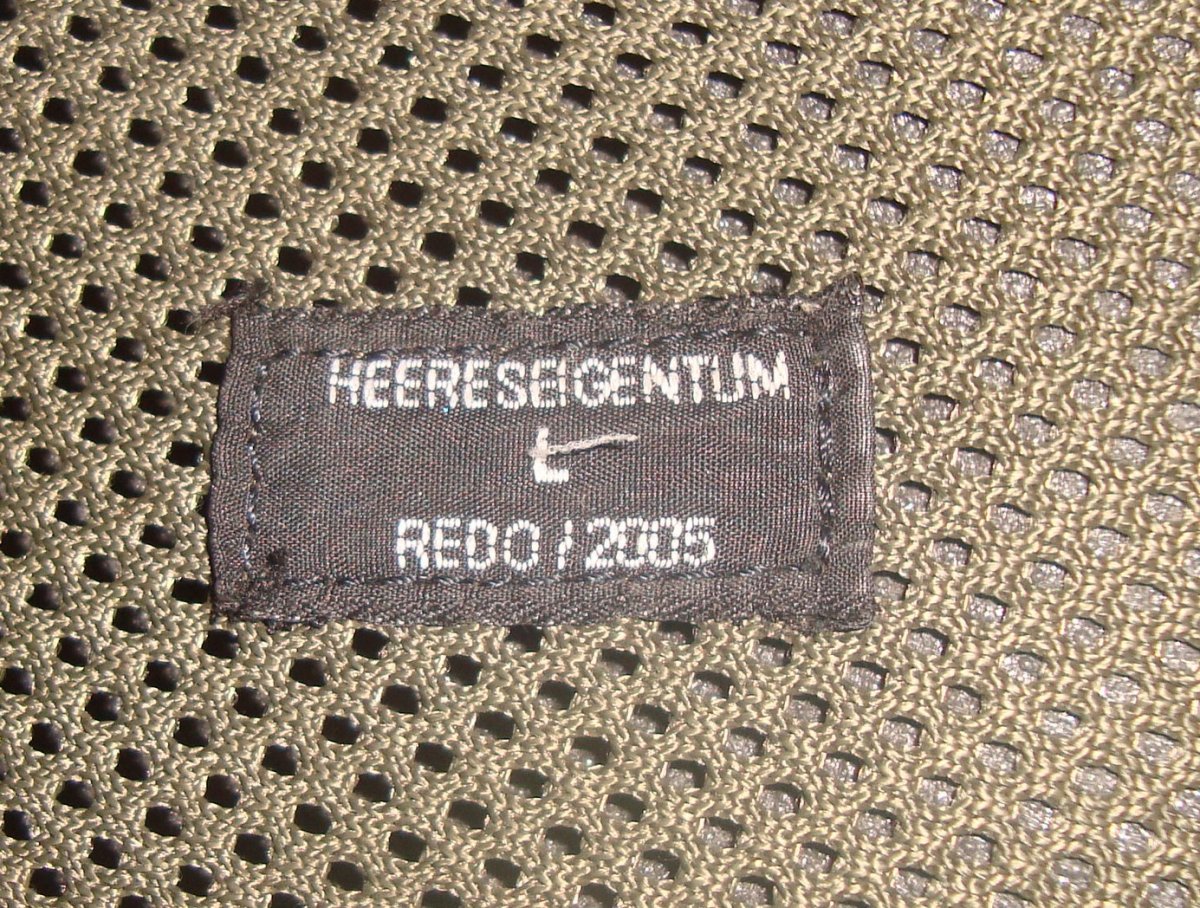 HEERESEIGENTUM
L
REDO / 2005